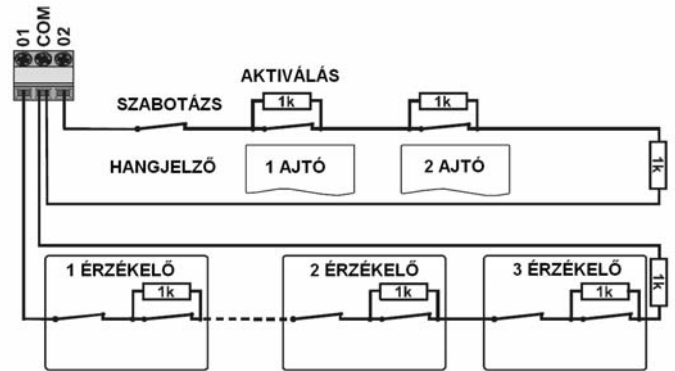 01 COM 02
AKTIVÁLÁS
SZABOTÁZS 1k 1k
HANGJELZŐ 1 AJTÓ 2 AJTÓ 1k
1 ÉRZÉKELŐ 2 ÉRZÉKELŐ 3 ÉRZÉKELŐ 1k
1k 1k 1k